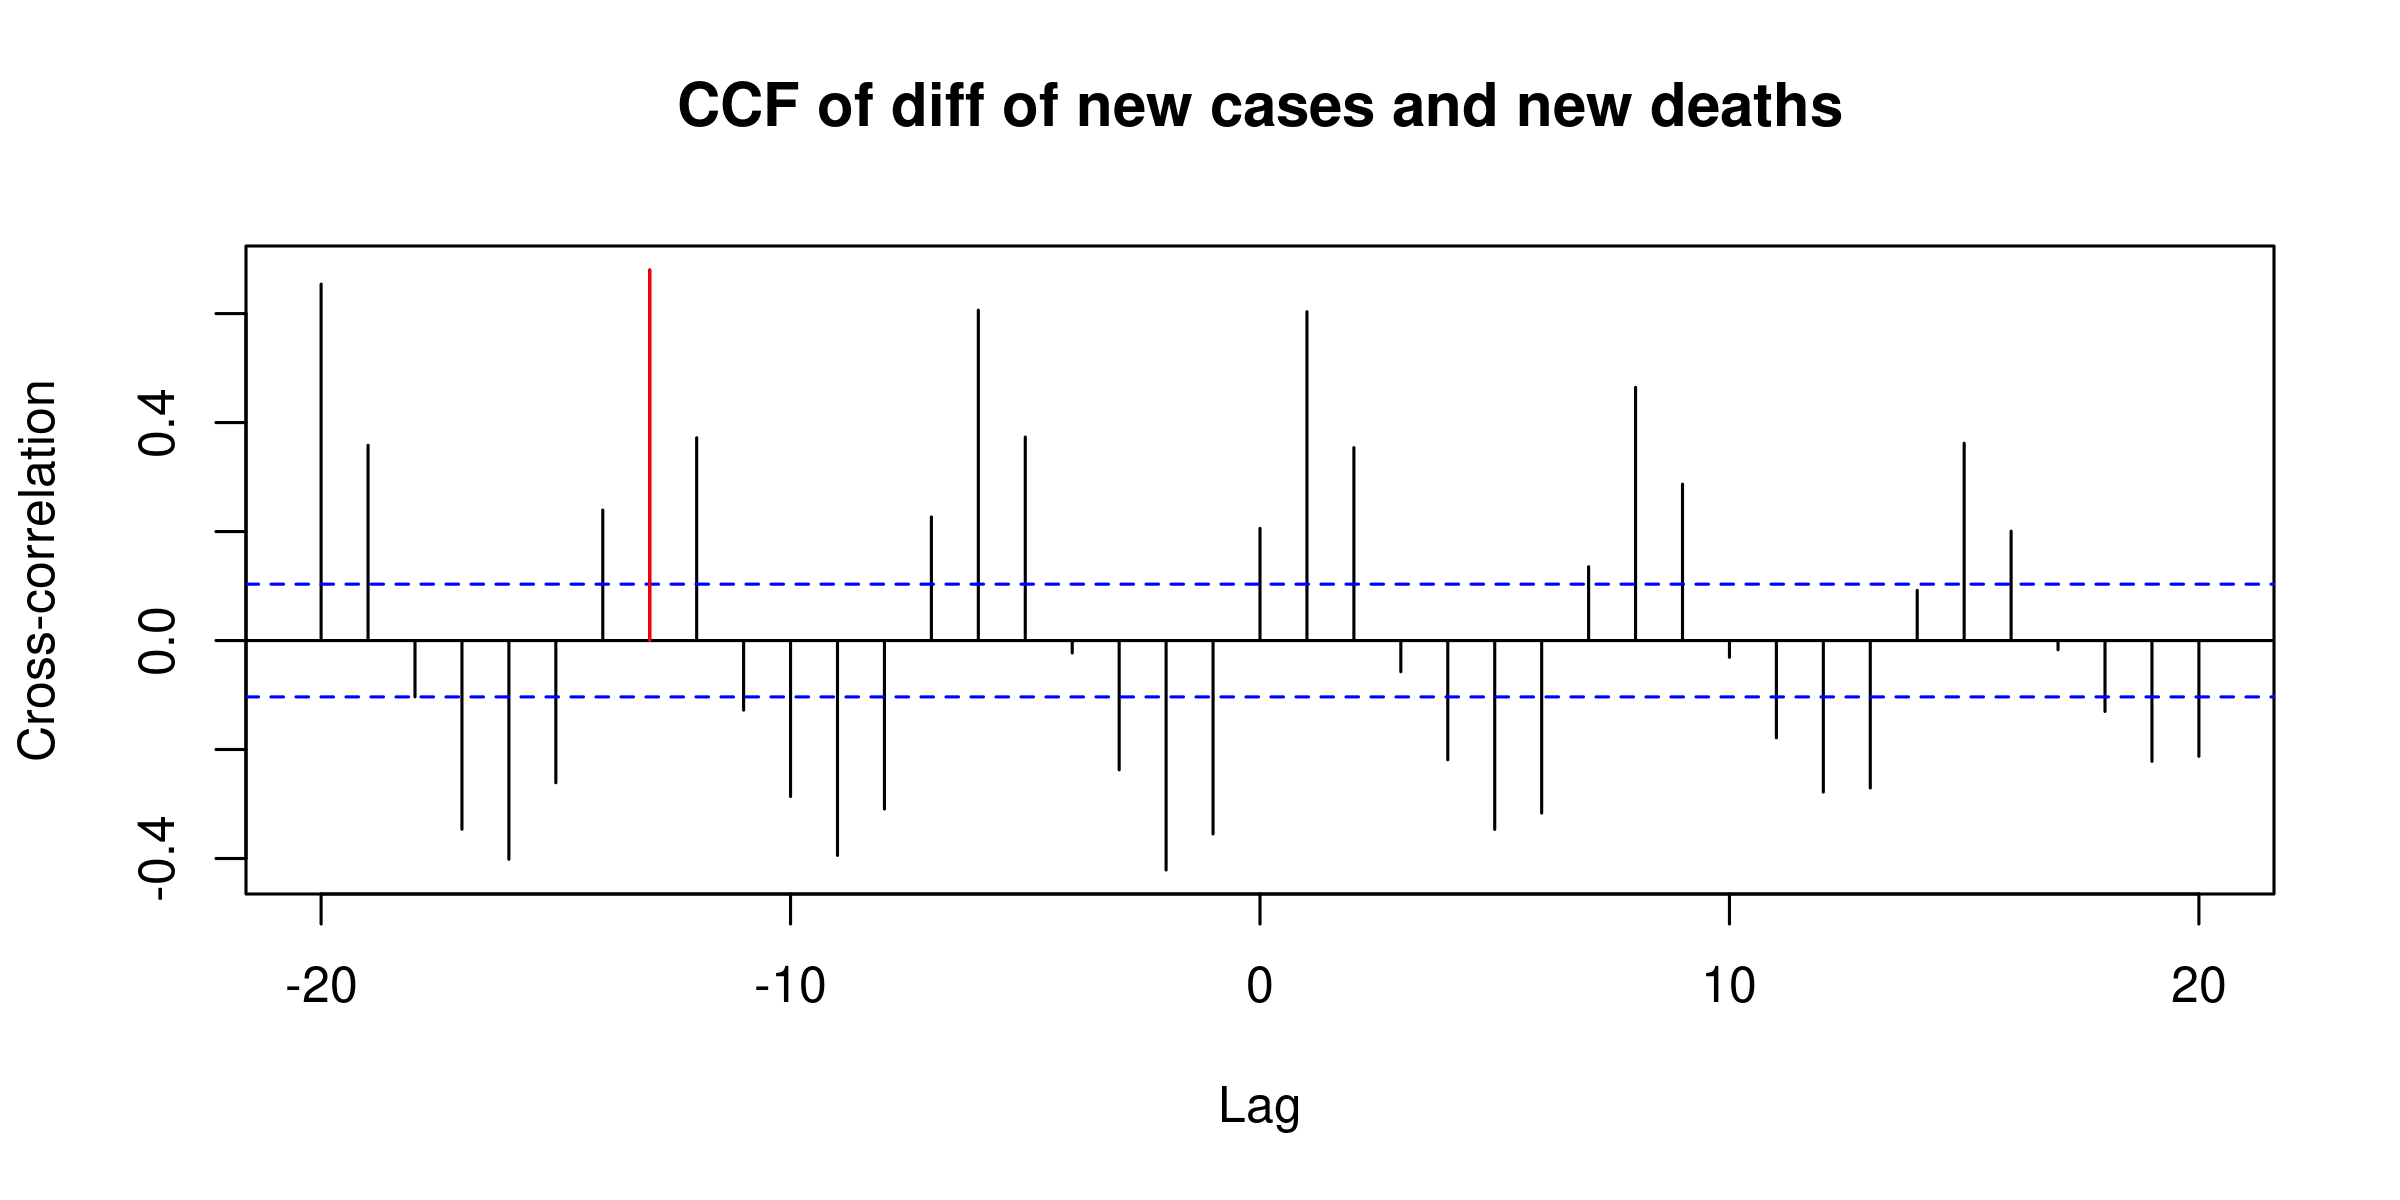 CCF of diff of new cases and new deaths
Cross-correlation
0.4
0.0
-0.4
-20 -10 0 10 20
Lag